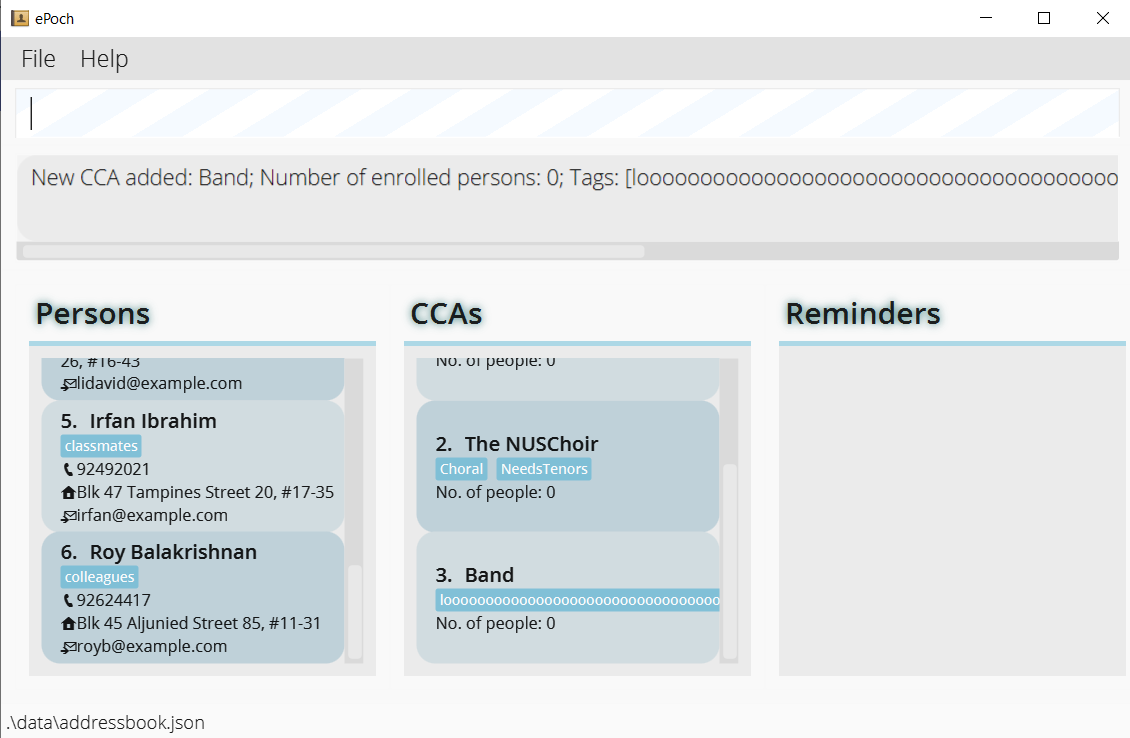 ePoch
File Help
New CCA added: Band; Number of enrolled persons: 0; Tags: [looooooooooooooooooooooooooooooooooooooo
Persons
26, #16-43
lidavid@example.com
5. Irfan Ibrahim
classmates
92492021
Blk 47 Tampines Street 20, #17-35
irfan@example.com
6. Roy Balakrishnan
colleagues
92624417
Blk 45 Aljunied Street 85, #11-31
royb@example.com
CCAs
No. of people: 0
2. The NUSChoir
Choral NeedsTenors
No. of people: 0
3. Band
looooooooooooooooooooooooooooooooo
No. of people: 0
Reminders
.\data\addressbook.json